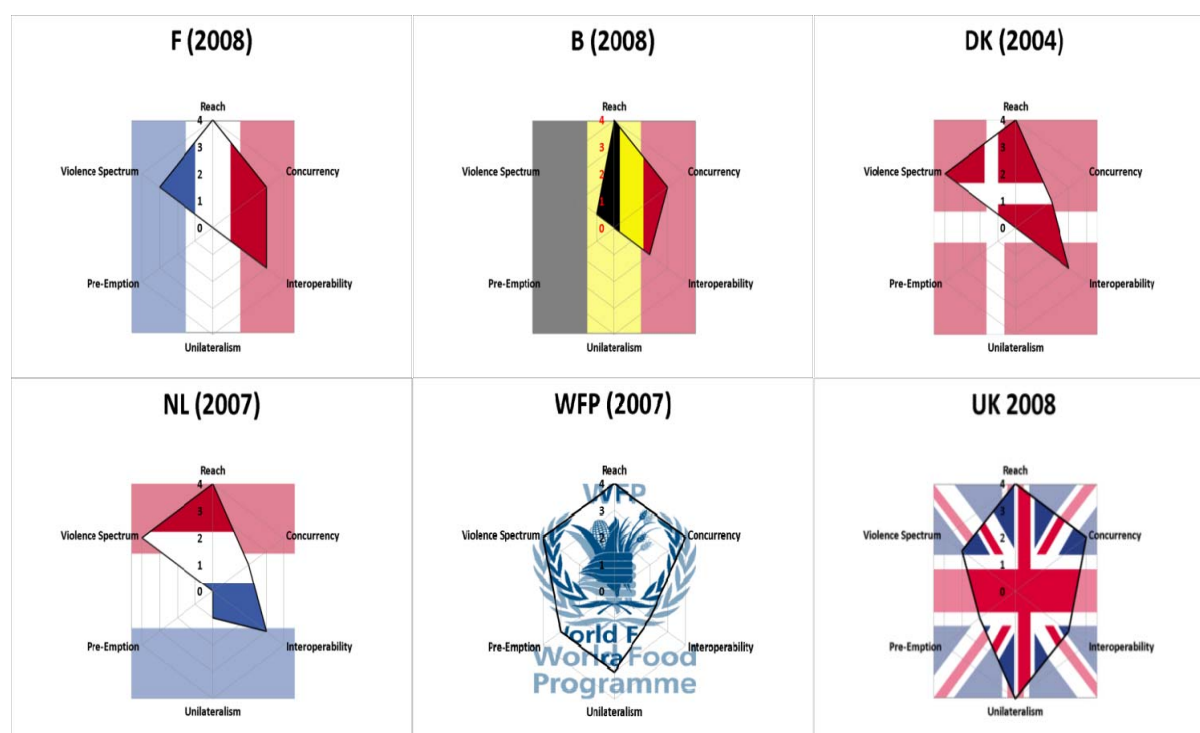 F (2008)
Reach
4
3
2
1
0
Violence Spectrum
Concurrency
Pre-Emption
Interoperability
Unilateralism
B (2008)
Reach
4
3
2
1
0
Violence Spectrum
Concurrency
Pre-Emption
Interoperability
Unilateralism
DK (2004)
Reach
4
3
2
1
0
Violence Spectrum
Concurrency
Pre-Emption
Interoperability
Unilateralism
NL (2007)
Reach
4
3
2
1
0
Violence Spectrum
Concurrency
Pre-Emption
Interoperability
Unilateralism
WFP (2007)
Reach
WFP
4
3
2
1
0
Violence Spectrum
Concurrency
Pre-Emption
Interoperability
World F
World Food
Programme
Unilateralism
UK 2008
Reach
4
3
2
1
0
Violence Spectrum
Concurrency
Pre-Emption
Interoperability
Unilateralism